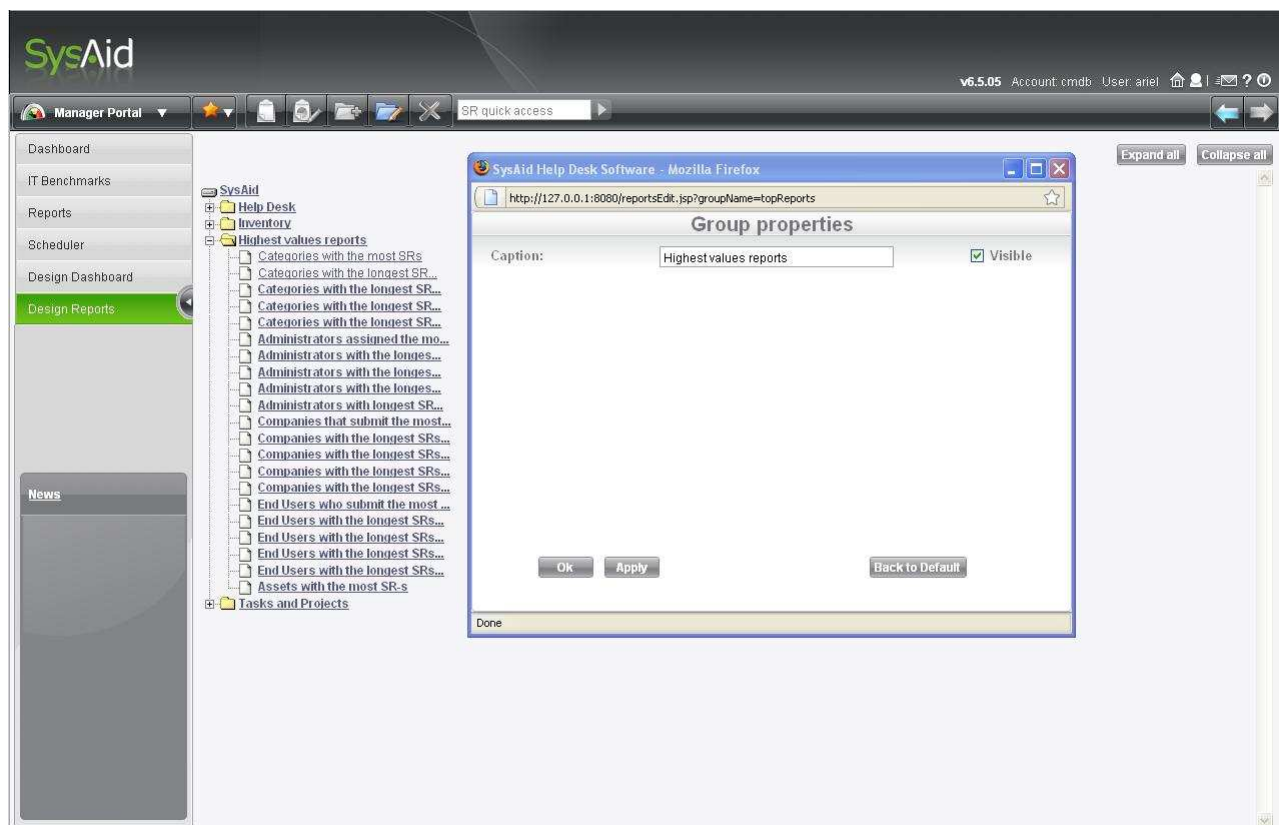 SysAid
v6.5.05 Account: cmdb User: ariel
Manager Portal
SR quick access
Dashboard
IT Benchmarks
Reports
Scheduler
Design Dashboard
Design Reports
News
Expand all Collapse all
SysAid
Help Desk
Inventory
Highest values reports
Categories with the most SRs
Categories with the longest SR...
Categories with the longest SR...
Categories with the longest SR...
Categories with the longest SR...
Administrators assigned the mo...
Administrators with the longes...
Administrators with the longes...
Administrators with the longes...
Administrators with longest SR...
Companies that submit the most...
Companies with the longest SRs...
Companies with the longest SRs...
Companies with the longest SRs...
Companies with the longest SRs...
End Users who submit the most ...
End Users with the longest SRs...
End Users with the longest SRs...
End Users with the longest SRs...
End Users with the longest SRs...
Assets with the most SR-s
Tasks and Projects
SysAid Help Desk Software - Mozilla Firefox
http://127.0.0.1:8080/reportsEdit.jsp?groupName=topReports
Group properties
Caption: Highest values reports Visible
Ok Apply Back to Default
Done